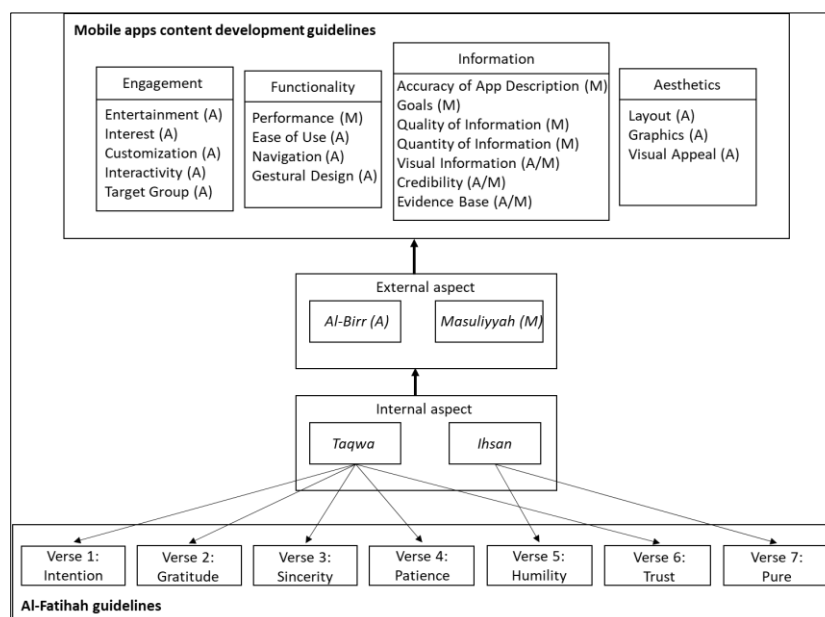 Mobile apps content development guidelines
Engagement
Entertainment (A)
Interest (A)
Customization (A)
Interactivity (A)
Target Group (A)
Functionality
Performance (M)
Ease of Use (A)
Navigation (A)
Gestural Design (A)
Information
Accuracy of App Description (M)
Goals (M)
Quality of Information (M)
Quantity of Information (M)
Visual Information (A/M)
Credibility (A/M)
Evidence Base (A/M)
Aesthetics
Layout (A)
Graphics (A)
Visual Appeal (A)
External aspect
Al-Birr (A)
Masuliyyah (M)
Internal aspect
Taqwa
Ihsan
Verse 1:
Intention
Verse 2:
Gratitude
Verse 3:
Sincerity
Verse 4:
Patience
Verse 5:
Humility
Verse 6:
Trust
Verse 7:
Pure
Al-Fatihah guidelines